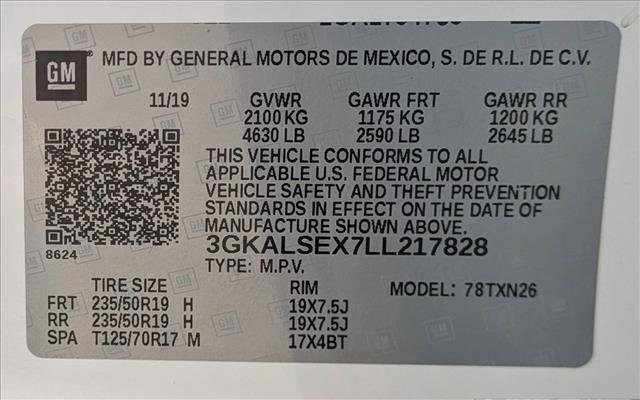 GM
MFD BY GENERAL MOTORS DE MEXICO, S. DE R.L. DE C.V.
11/19 GVWR GAWR FRT GAWR RR
2100 KG 1175 KG 1200 KG
4630 LB 2590 LB 2645 LB
THIS VEHICLE CONFORMS TO ALL
APPLICABLE U.S. FEDERAL MOTOR
VEHICLE SAFETY AND THEFT PREVENTION
STANDARDS IN EFFECT ON THE DATE OF
MANUFACTURE SHOWN ABOVE.
8624
3GKALSEX7LL217828
TYPE: M.P.V.
TIRE SIZE RIM MODEL: 78TXN26
FRT 235/50R19 H 19X7.5J
RR 235/50R19 H 19X7.5J
SPA T125/70R17 M 17X4BT